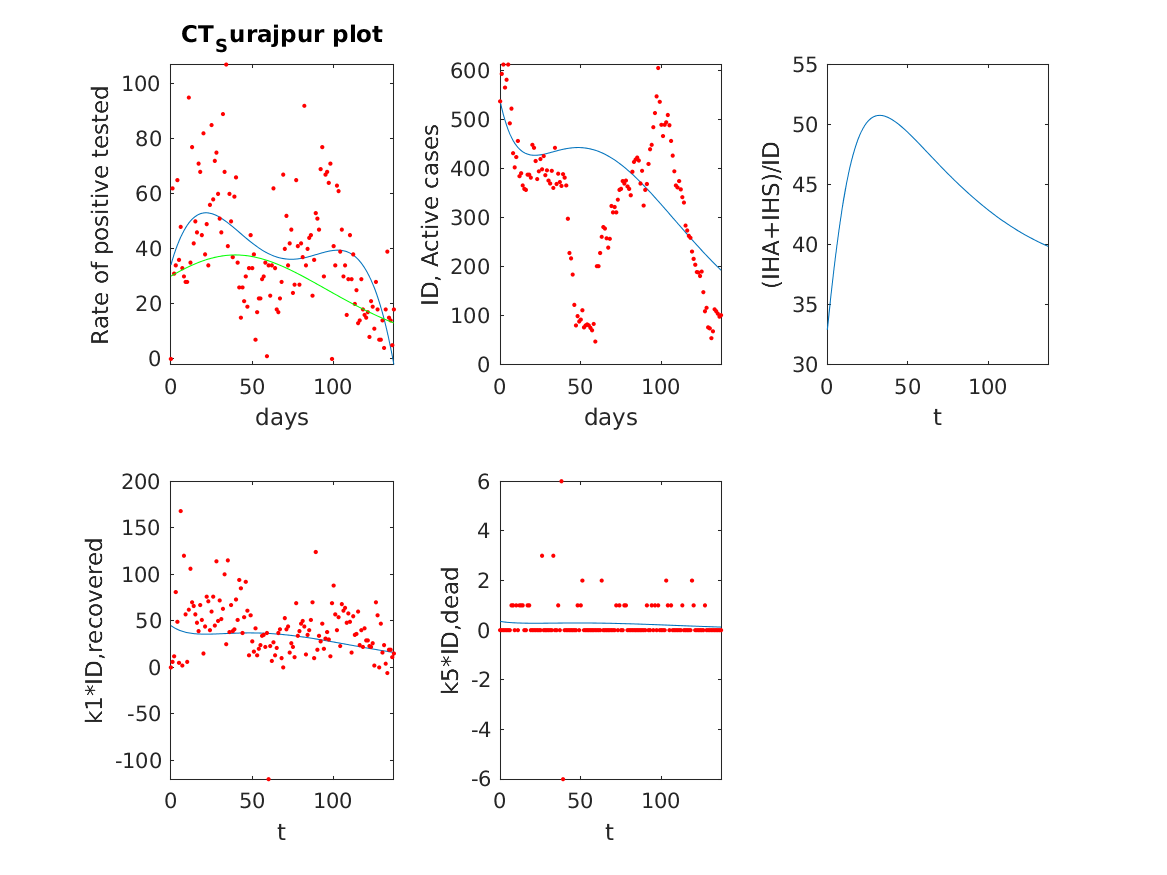 CT_Surajpur plot
Rate of positive tested
100
80
60
40
20
0
0 50 100
days
ID, Active cases
600
500
400
300
200
100
0
0 50 100
days
(IHA+IHS)/ID
55
50
45
40
35
30
0 50 100
t
k1*ID,recovered
200
150
100
50
0
-50
-100
0 50 100
t
k5*ID,dead
6
4
2
0
-2
-4
-6
0 50 100
t